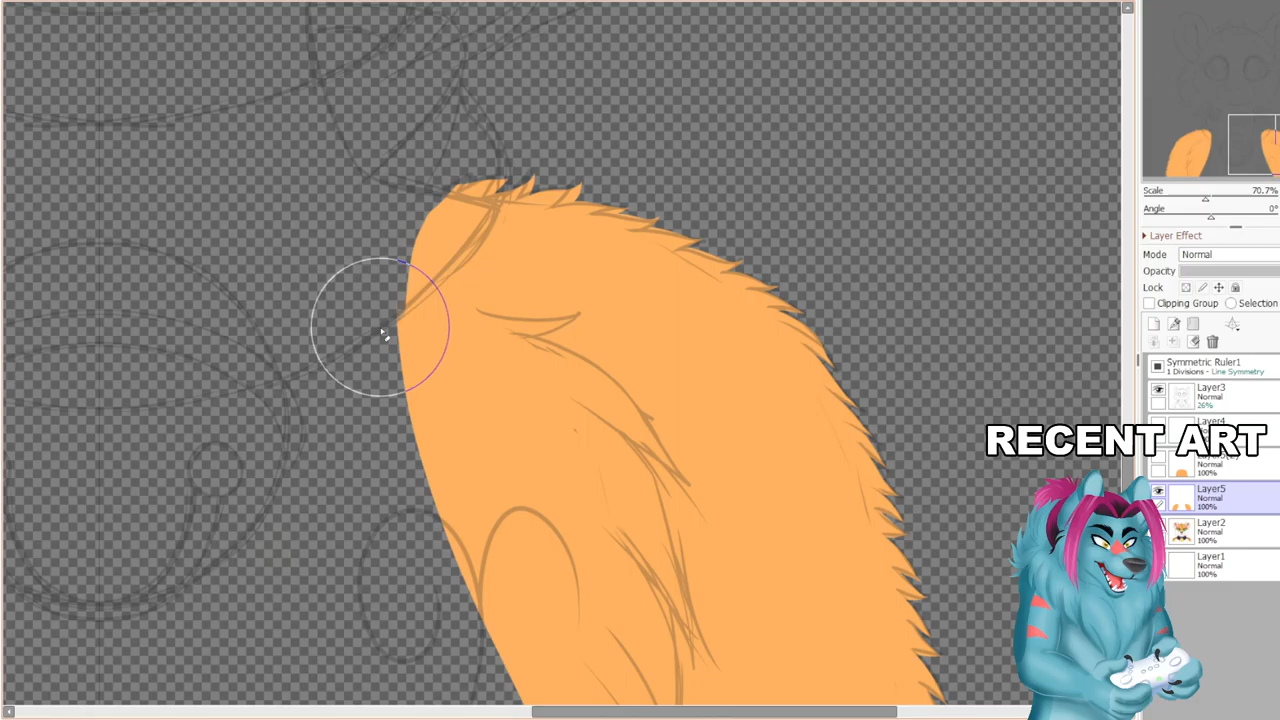 Scale 70.7%
Angle 0°
Layer Effect
Mode Normal
Opacity
Lock
Clipping Group Selection
Symmetric Ruler1
1 Divisions - Line Symmetry
Layer3
Normal
26%
Layer4
RECENT ART
Normal
100%
Layer5
Normal
100%
Layer2
Normal
100%
Layer1
Normal
100%